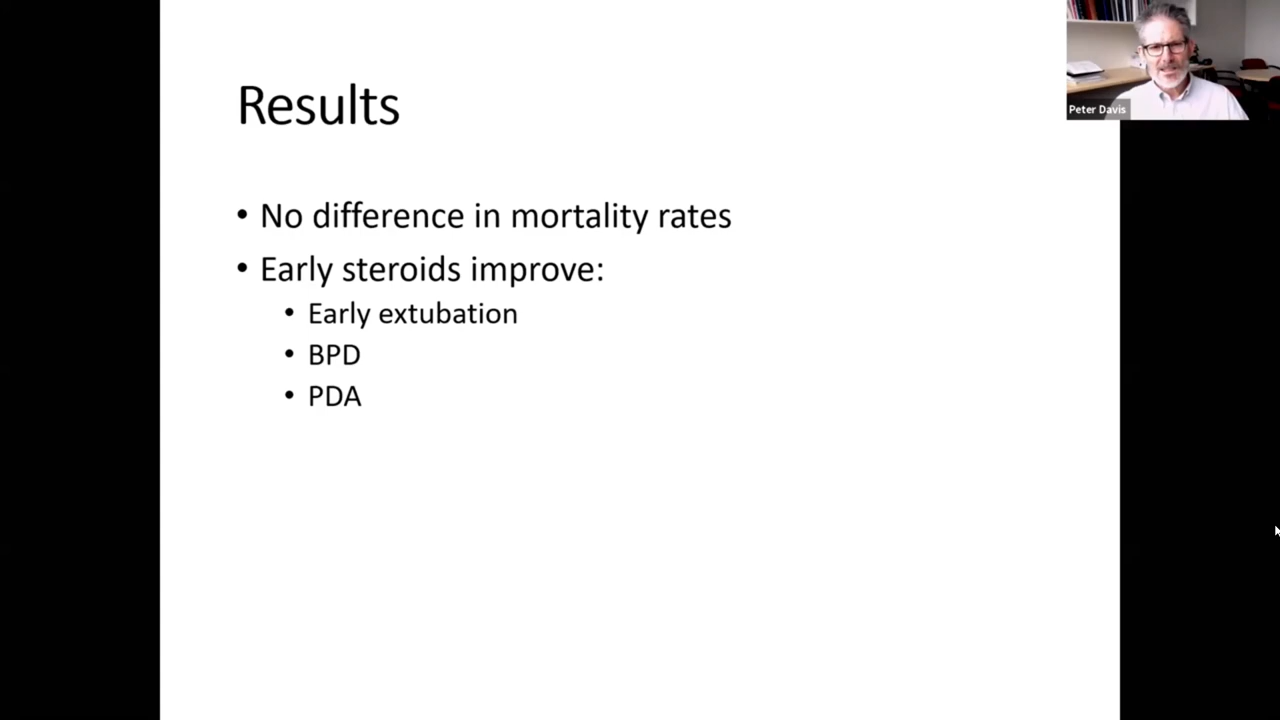 Results
• No difference in mortality rates
• Early steroids improve:
• Early extubation
• BPD
• PDA
Peter Davis